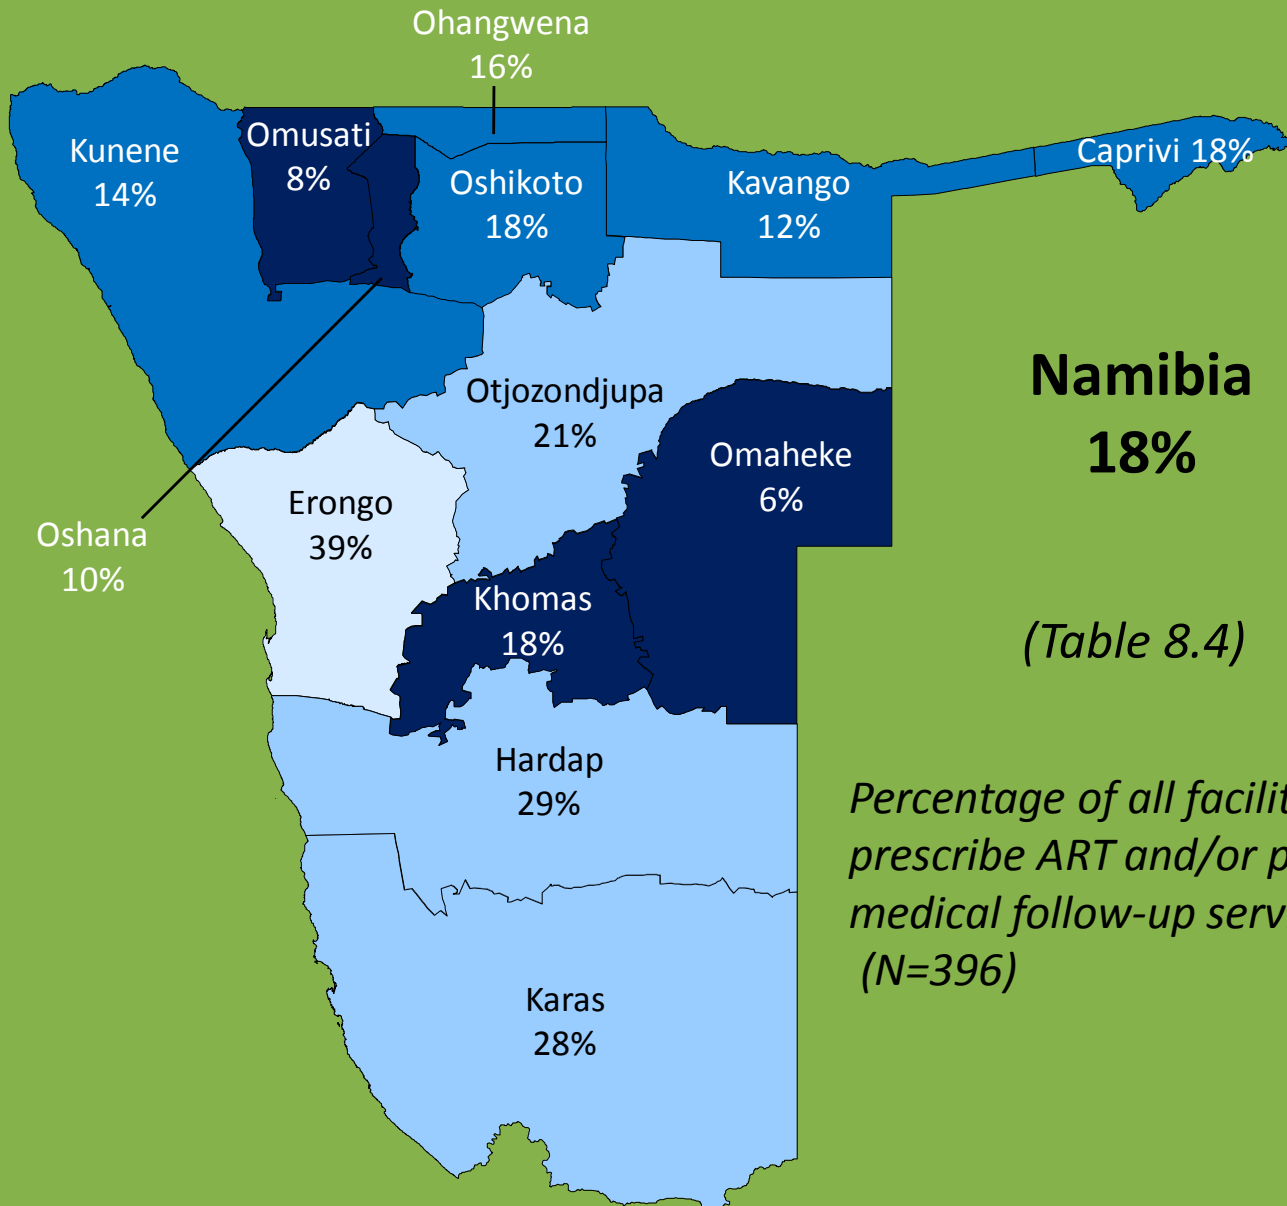 Ohangwena
16%
Kunene
14%
Omusati
8%
Oshikoto
18%
Kavango
12%
Caprivi 18%
Otjozondjupa
21%
Namibia
18%
Omaheke
6%
Erongo
39%
Oshana
10%
Khomas
18%
(Table 8.4)
Hardap
29%
Percentage of all
prescribe ART and/or
medical follow-up
(N=396)
Karas
28%